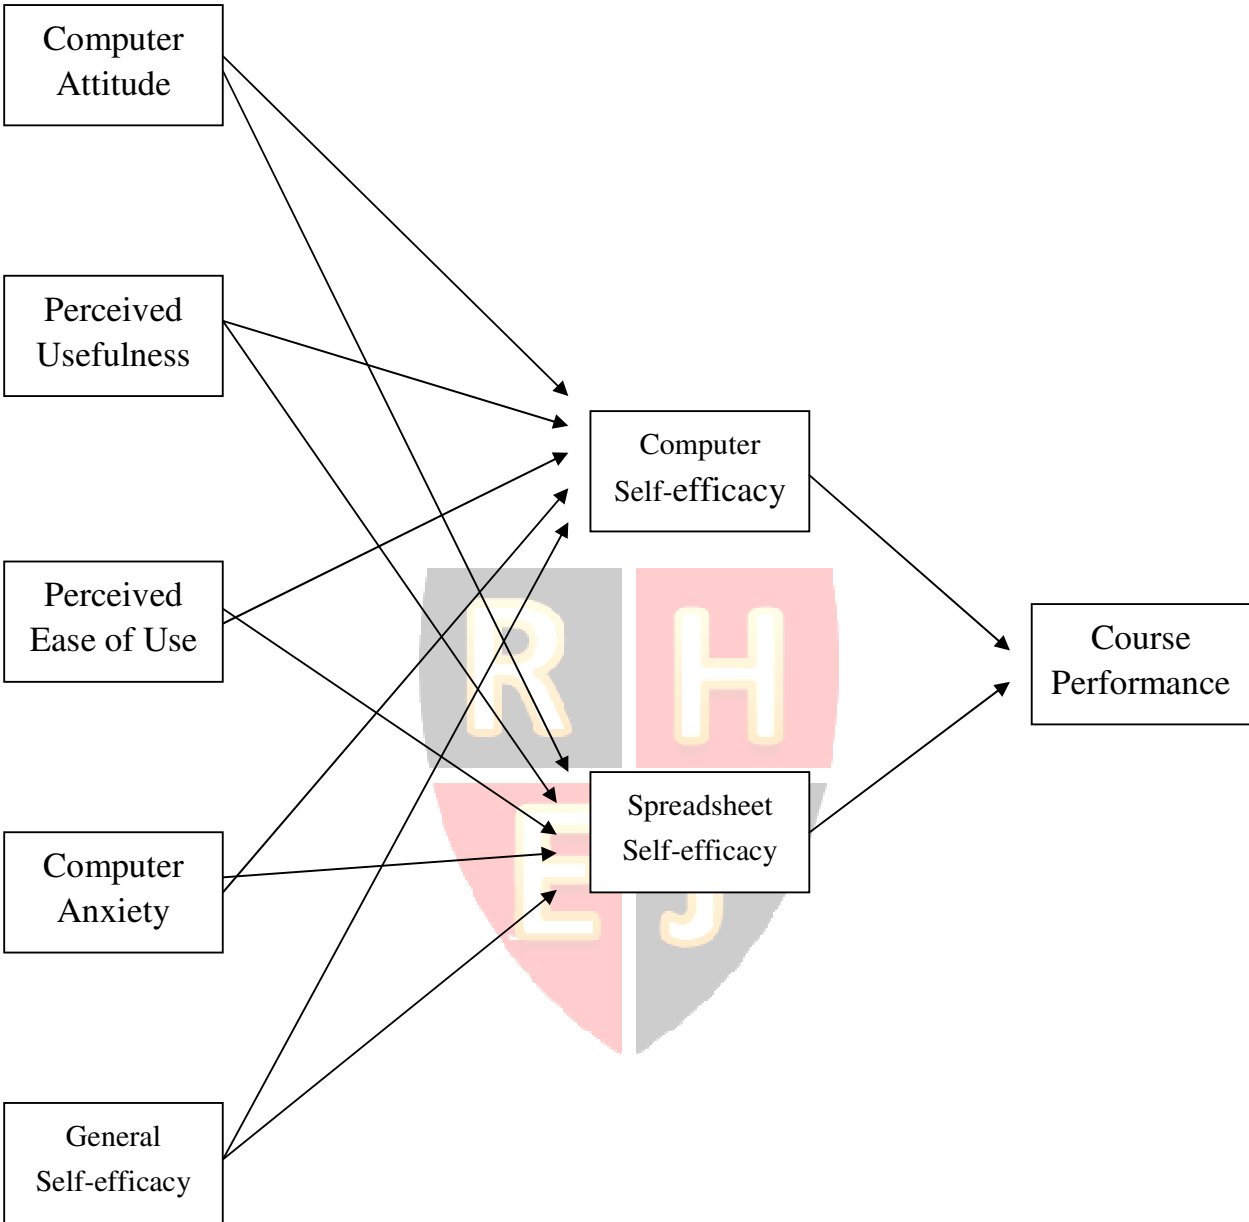 Computer
Attitude
Perceived
Usefulness
Computer
Self-efficacy
Perceived
Ease of Use
R H
Course
Performance
Spreadsheet
Self-efficacy
Computer
Anxiety
E J
General
Self-efficacy